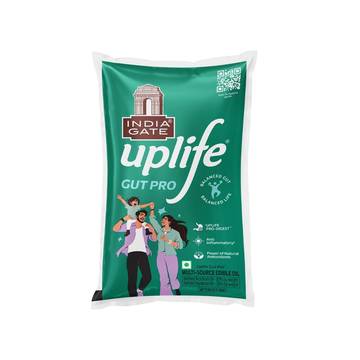 INDIA
GATE
uplife
GUT PRO
BALANCED GUT
BALANCED LIFE
UPLIFE
PRO-DIGEST
Anti
Inflammatory
Power of Natural
Antioxidants
MULTI-SOURCE EDIBLE OIL